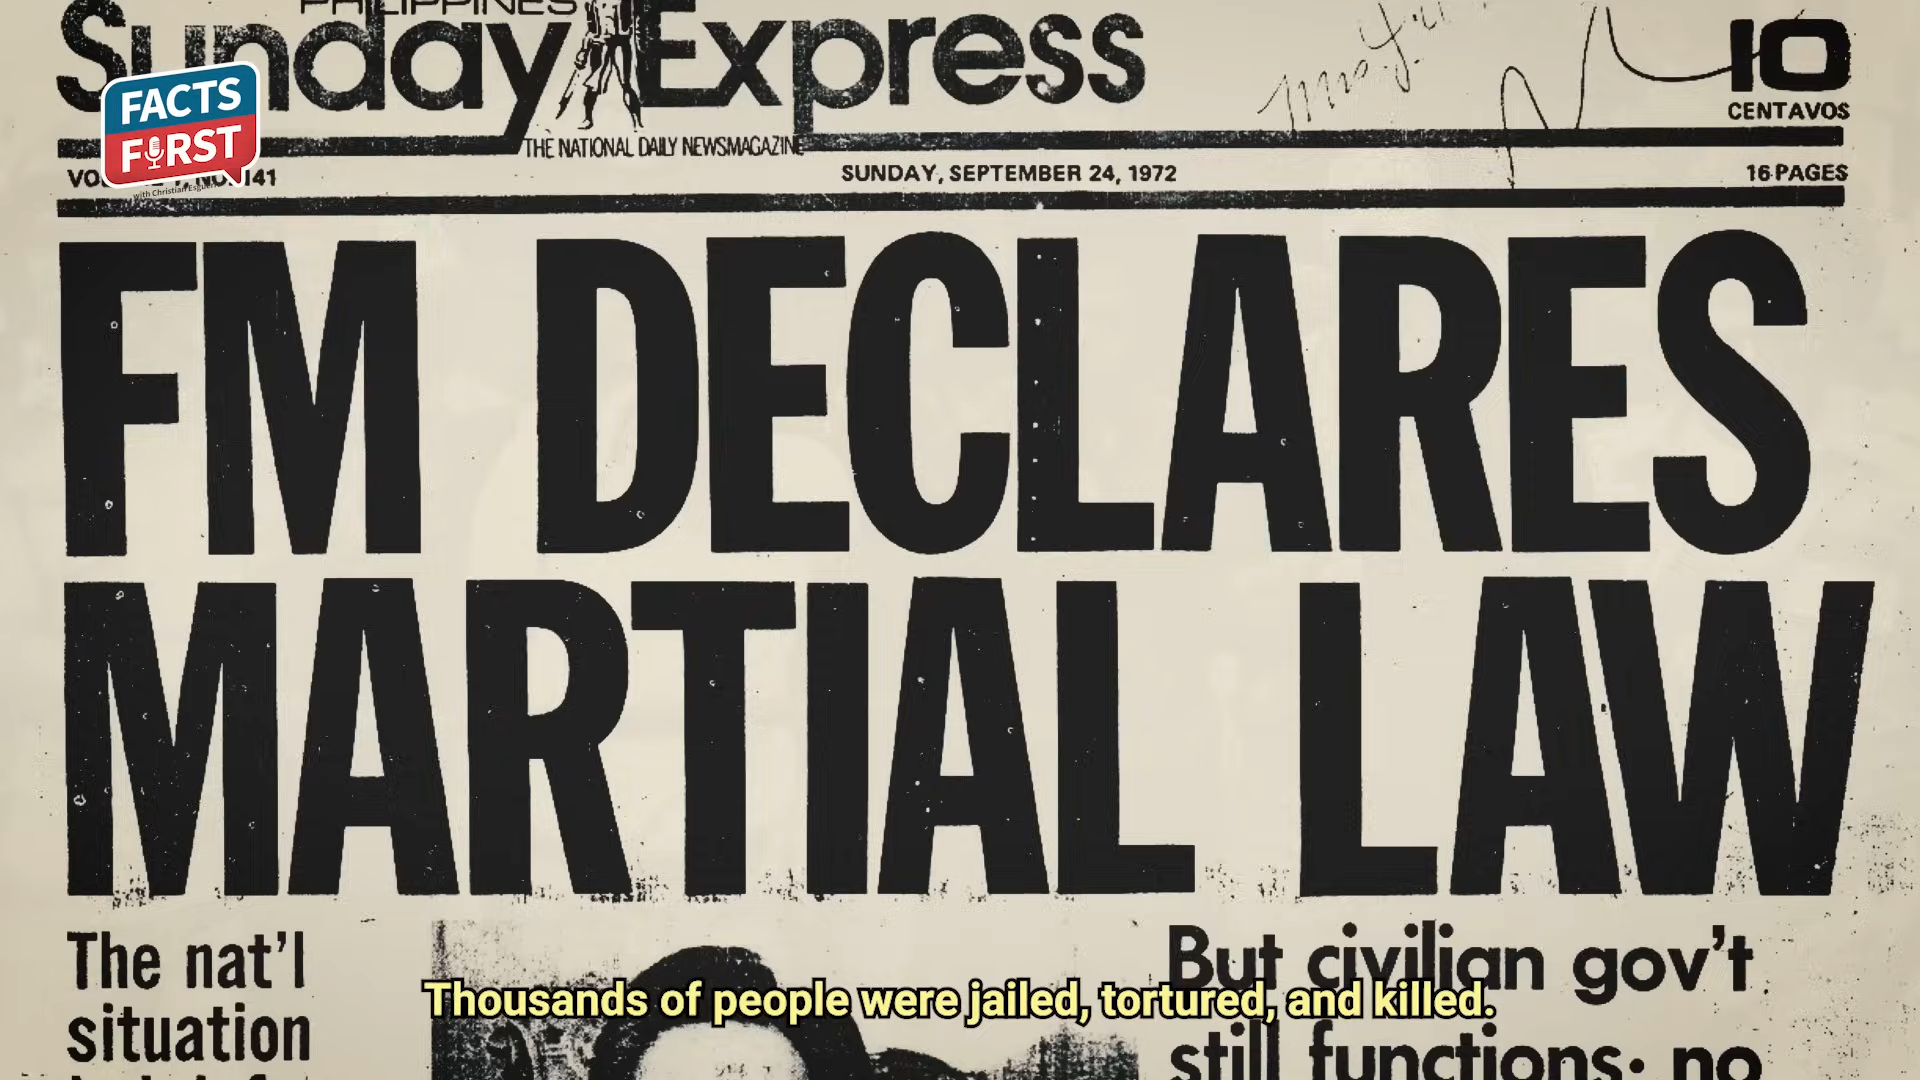 PHILIPPINES
Sunday Express
10
CENTAVOS
THE NATIONAL DAILY NEWSMAGAZINE
FACTS
FIRST
with Christian Esguerra
141
SUNDAY, SEPTEMBER 24, 1972
16 PAGES
FM DECLARES
MARTIAL LAW
The nat'l
situation
But civilian gov't
still functions; no
Thousands of people were jailed, tortured, and killed.